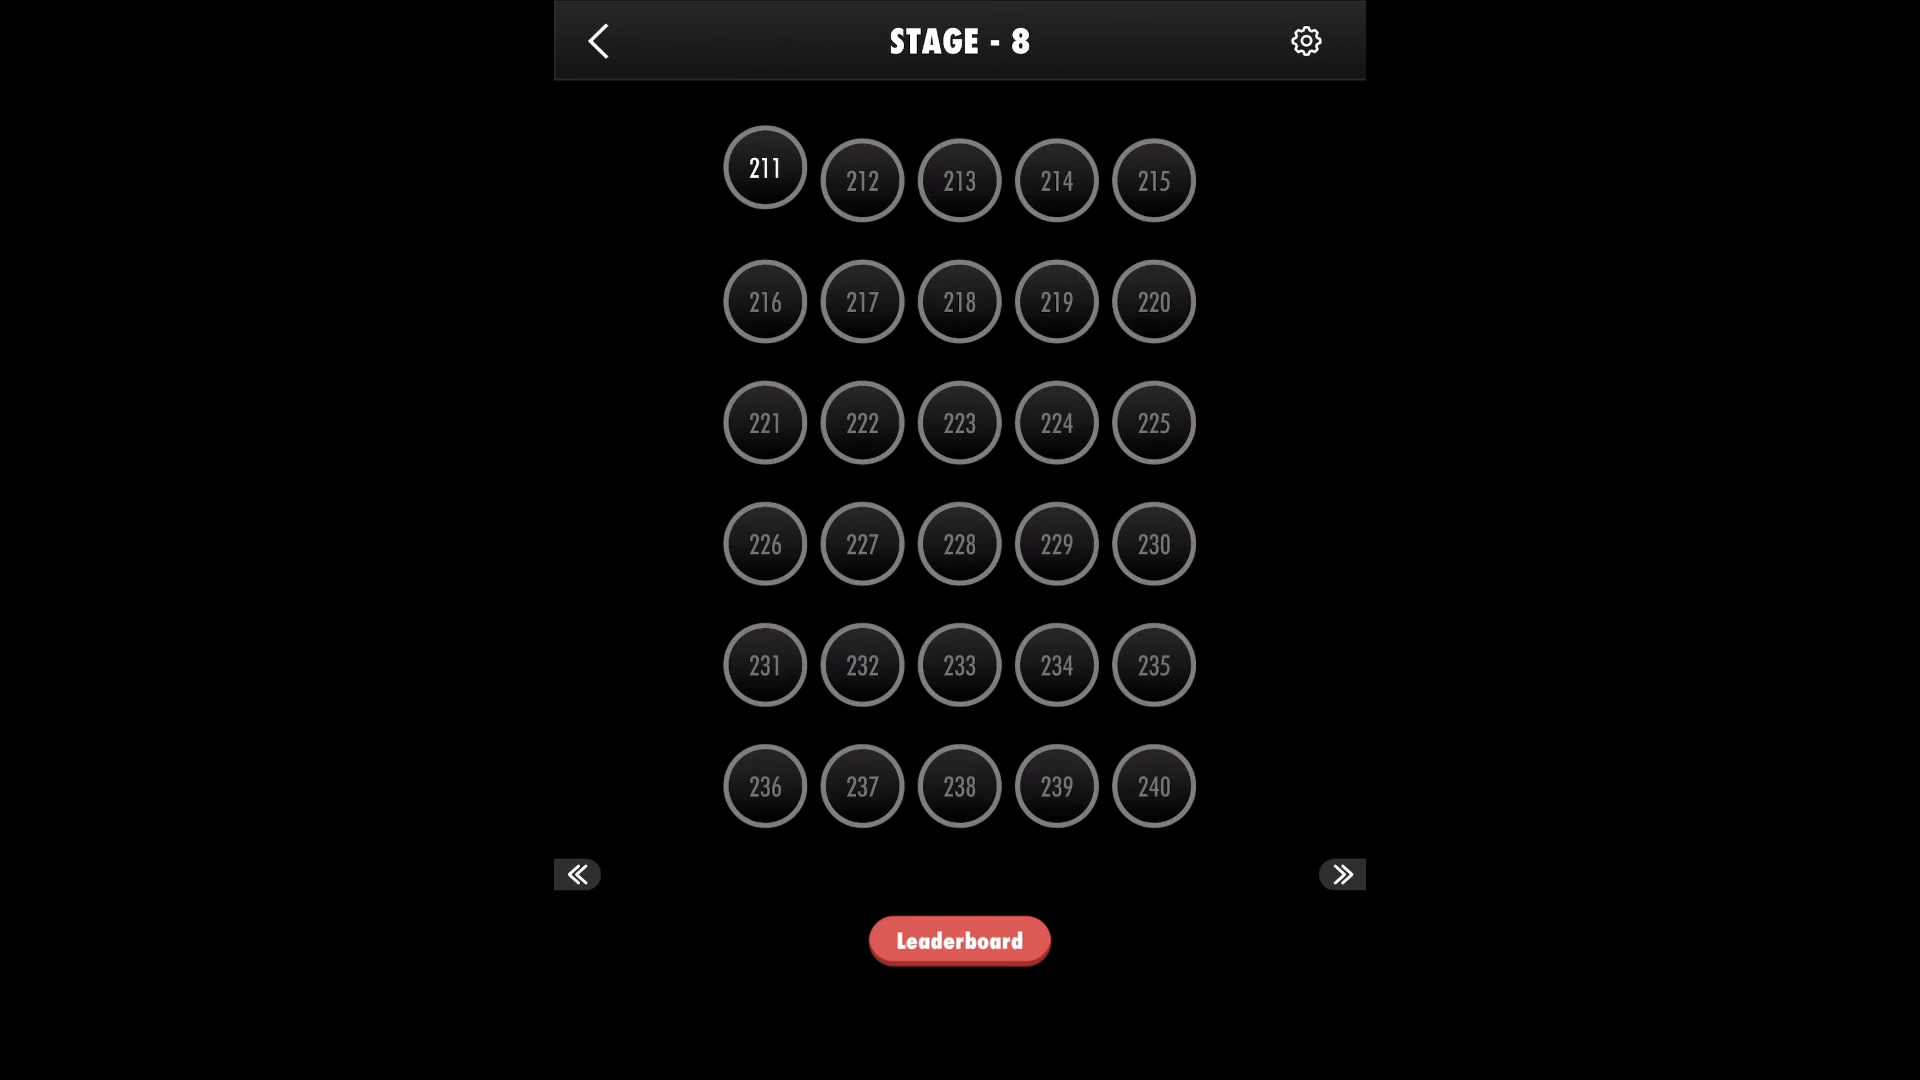 STAGE - 8
211 212 213 214 215
216 217 218 219 220
221 222 223 224 225
226 227 228 229 230
231 232 233 234 235
236 237 238 239 240
Leaderboard